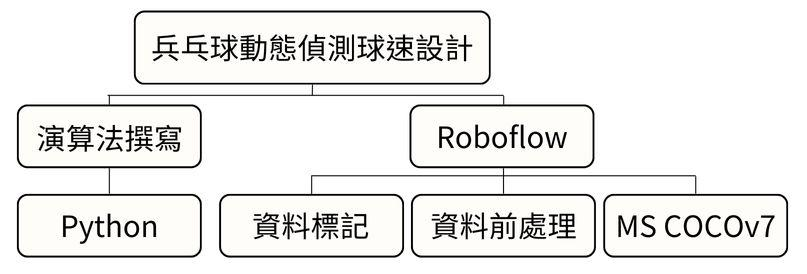 兵乓球動態偵測球速設計
演算法撰寫
Roboflow
Python
資料標記
資料前處理
MS COCOv7